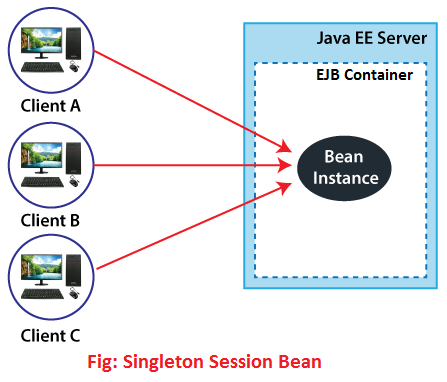 Client A
Client B
Client C
Java EE Server
EJB Container
Bean
Instance
Fig: Singleton Session Bean